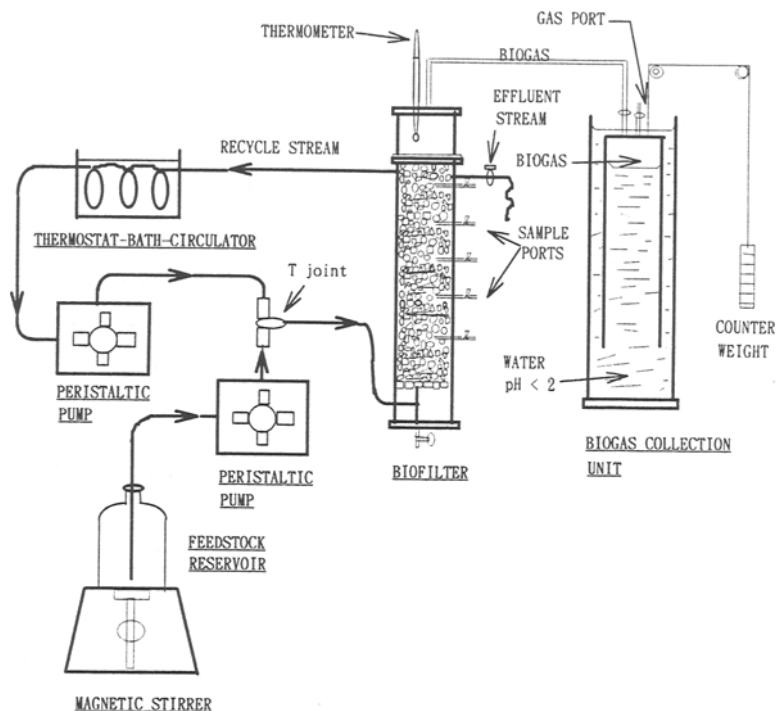 GAS PORT
THERMOMETER
BIOGAS
EFFLUENT
STREAM
RECYCLE STREAM
BIOGAS
THERMOSTAT-BATH-CIRCULATOR
SAMPLE
PORTS
T joint
Z
Z
Z
Z
Z
COUNTER
WEIGHT
WATER
pH < 2
PERISTALTIC
PUMP
BIOGAS COLLECTION
UNIT
PERISTALTIC
PUMP
BIOFILTER
FEEDSTOCK
RESERVOIR
MAGNETIC STIRRER